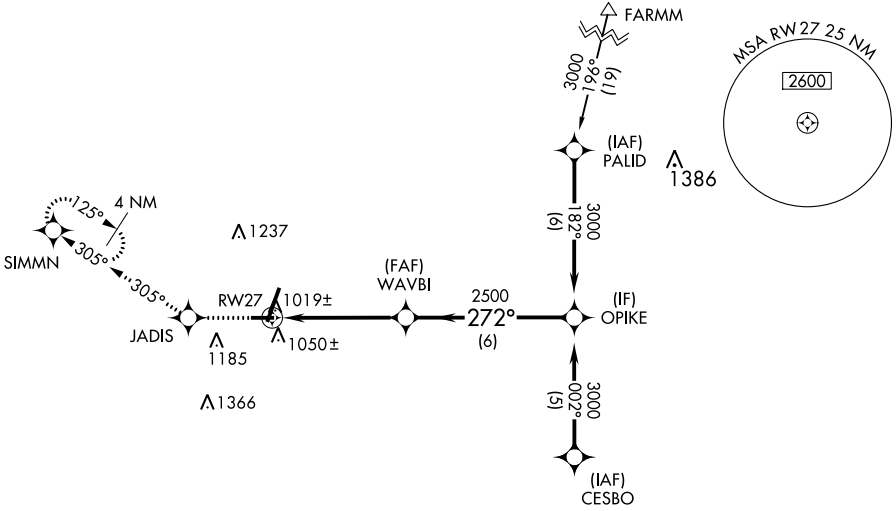 FARMM
3000
196°
(19)
MSA RW27 25 NM
2600
(IAF)
PALID
1386
3000
182°
(6)
4 NM
125°
305°
SIMMN
305°
1237
(FAF)
WAVBI
RW27
1019±
2500
272°
(6)
(IF)
OPIKE
JADIS
1185
1050±
1366
3000
002°
(5)
(IAF)
CESBO